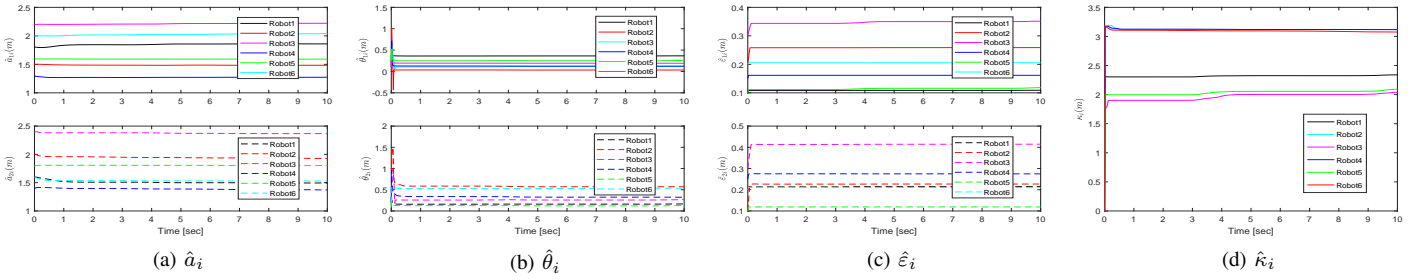 2.5
2
1.5
1
0 1 2 3 4 5 6 7 8 9 10
â₁ᵢ(m)
Robot1
Robot2
Robot3
Robot4
Robot5
Robot6
2.5
2
1.5
1
0 1 2 3 4 5 6 7 8 9 10
â₂ᵢ(m)
Robot1
Robot2
Robot3
Robot4
Robot5
Robot6
Time [sec]
(a) âᵢ
1.5
1
0.5
0
-0.5
0 1 2 3 4 5 6 7 8 9 10
θ̂₁ᵢ(m)
Robot1
Robot2
Robot3
Robot4
Robot5
Robot6
2
1.5
1
0.5
0
0 1 2 3 4 5 6 7 8 9 10
θ̂₂ᵢ(m)
Robot1
Robot2
Robot3
Robot4
Robot5
Robot6
Time [sec]
(b) θ̂ᵢ
0.4
0.3
0.2
0.1
0 1 2 3 4 5 6 7 8 9 10
ε̂₁ᵢ(m)
Robot1
Robot2
Robot3
Robot4
Robot5
Robot6
0.5
0.4
0.3
0.2
0.1
0 1 2 3 4 5 6 7 8 9 10
ε̂₂ᵢ(m)
Robot1
Robot2
Robot3
Robot4
Robot5
Robot6
Time [sec]
(c) ε̂ᵢ
3.5
3
2.5
2
1.5
1
0.5
0
0 1 2 3 4 5 6 7 8 9 10
κᵢ(m)
Robot1
Robot2
Robot3
Robot4
Robot5
Robot6
Time [sec]
(d) κ̂ᵢ